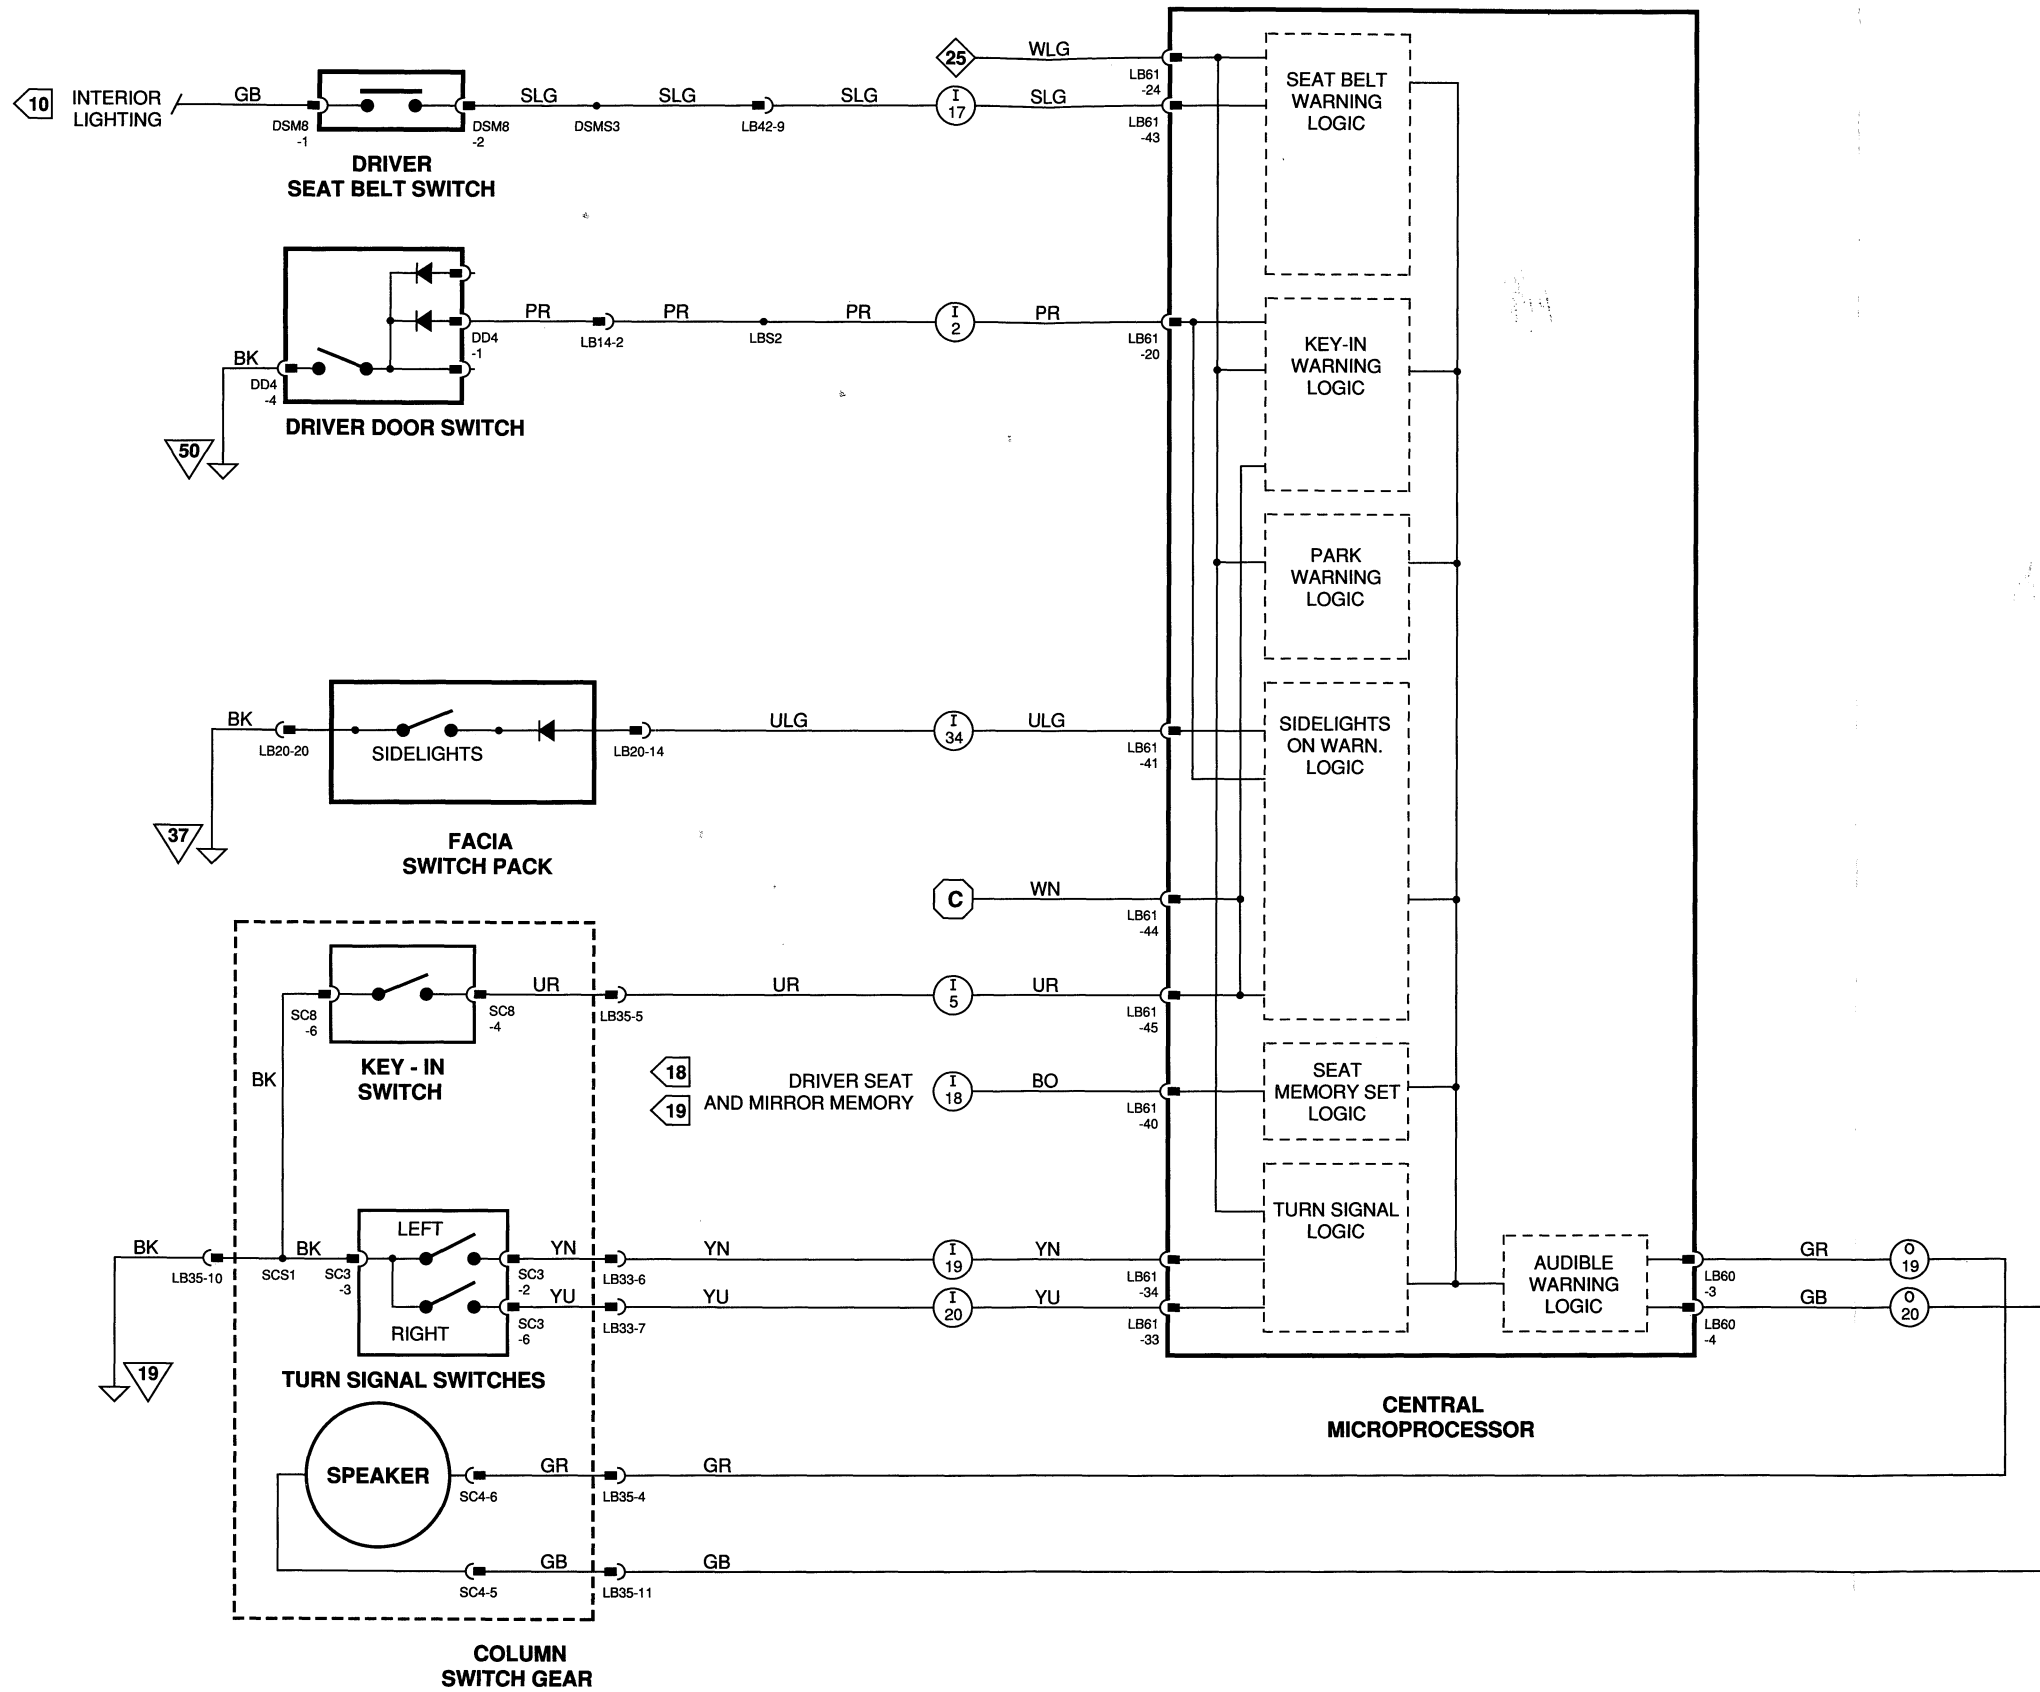 25 WLG
LB61
-24
10 INTERIOR
LIGHTING
GB
DSM8
-1
DSM8
-2
SLG
DSMS3
SLG
LB42-9
SLG
I
17
SLG
LB61
-43
DRIVER
SEAT BELT SWITCH
SEAT BELT
WARNING
LOGIC
BK
DD4
-4
DD4
-1
PR
LB14-2
PR
LBS2
PR
I
2
PR
LB61
-20
DRIVER DOOR SWITCH
50
KEY-IN
WARNING
LOGIC
PARK
WARNING
LOGIC
BK
LB20-20
SIDELIGHTS
LB20-14
ULG
I
34
ULG
LB61
-41
37
FACIA
SWITCH PACK
SIDELIGHTS
ON WARN.
LOGIC
C WN
LB61
-44
SC8
-6
SC8
-4
UR
LB35-5
UR
I
5
UR
LB61
-45
BK
KEY - IN
SWITCH
18
19
DRIVER SEAT
AND MIRROR MEMORY
I
18
BO
LB61
-40
SEAT
MEMORY SET
LOGIC
BK
LB35-10
SCS1
BK
SC3
-3
LEFT
RIGHT
SC3
-2
YN
LB33-6
YN
I
19
YN
LB61
-34
SC3
-6
YU
LB33-7
YU
I
20
YU
LB61
-33
TURN SIGNAL
LOGIC
AUDIBLE
WARNING
LOGIC
LB60
-3
GR
O
19
LB60
-4
GB
O
20
19
TURN SIGNAL SWITCHES
CENTRAL
MICROPROCESSOR
SPEAKER
SC4-6
GR
LB35-4
GR
SC4-5
GB
LB35-11
GB
COLUMN
SWITCH GEAR